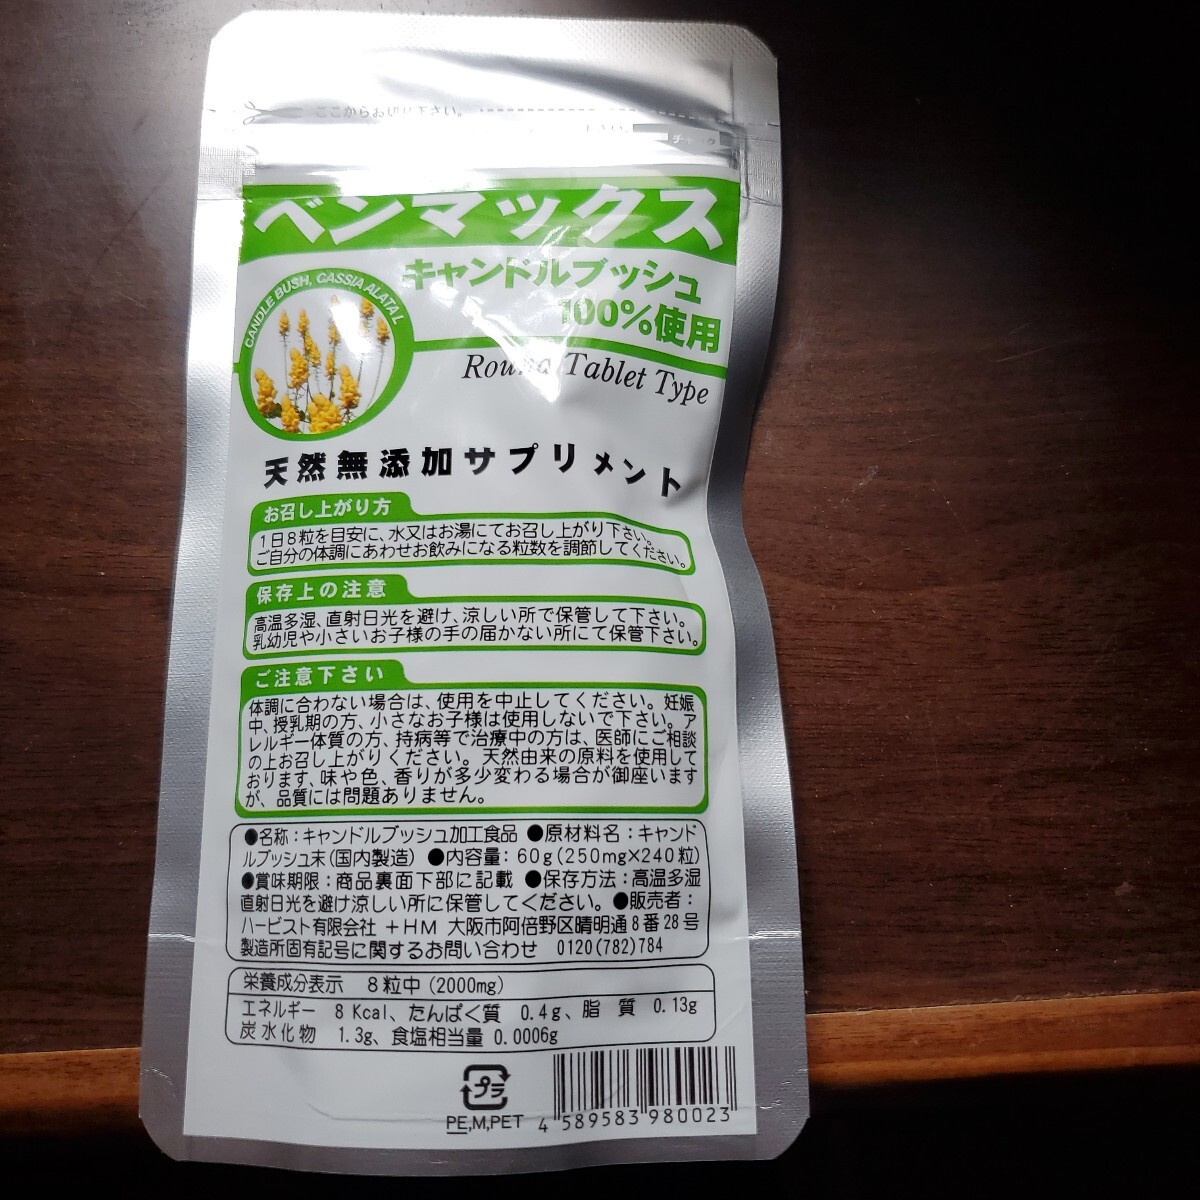 ここからお切り下さい。
チャック
ベンマックス
キャンドルブッシュ
100%使用
CANDLE BUSH, CASSIA ALATA L
Round Tablet Type
天然無添加サプリメント
お召し上がり方
1日8粒を目安に、水又はお湯にてお召し上がり下さい。
ご自分の体調にあわせお飲みになる粒数を調節してください。
保存上の注意
高温多湿、直射日光を避け、涼しい所で保管して下さい。
乳幼児や小さいお子様の手の届かない所にて保管下さい。
ご注意下さい
体調に合わない場合は、使用を中止してください。妊娠
中、授乳期の方、小さなお子様は使用しないで下さい。ア
レルギー体質の方、持病等で治療中の方は、医師にご相談
の上お召し上がりください。天然由来の原料を使用して
おります、味や色、香りが多少変わる場合が御座います
が、品質には問題ありません。
●名称：キャンドルブッシュ加工食品 ●原材料名：キャンド
ルブッシュ末（国内製造） ●内容量：60g（250mg×240粒）
●賞味期限：商品裏面下部に記載 ●保存方法：高温多湿
直射日光を避け涼しい所に保管してください。●販売者：
ハービスト有限会社 ＋HM 大阪市阿倍野区晴明通8番28号
製造所固有記号に関するお問い合わせ 0120(782)784
栄養成分表示 8粒中（2000mg）
エネルギー 8Kcal、たんぱく質 0.4g、脂 質 0.13g
炭水化物 1.3g、食塩相当量 0.0006g
プラ
PE,M,PET
4 589583 980023